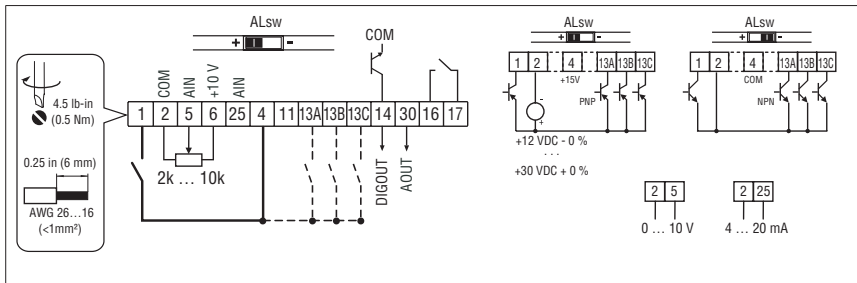 ALsw
+ -
COM
4.5 lb-in
(0.5 Nm)
COM
AIN
+10 V
AIN
1 2 5 6 25 4 11 13A 13B 13C 14 30 16 17
0.25 in (6 mm)
2k ... 10k
DIGOUT
AOUT
AWG 26...16
(<1mm²)
ALsw
+ -
1 2 4 13A 13B 13C
+15V
PNP
-
+
+12 VDC - 0 %
...
+30 VDC + 0 %
ALsw
+ -
1 2 4 13A 13B 13C
COM
NPN
2 5
0 ... 10 V
2 25
4 ... 20 mA